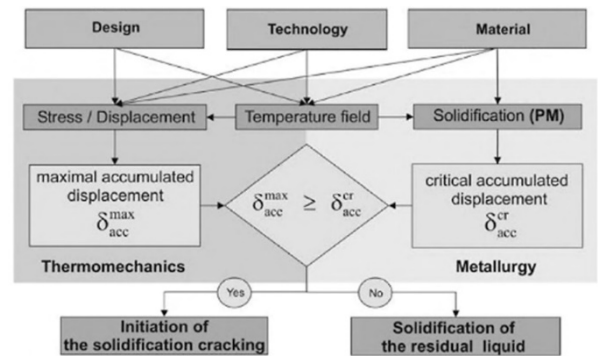 Design
Technology
Material
Stress / Displacement
Temperature field
Solidification (PM)
maximal accumulated
displacement
δ_acc^max
δ_acc^max ≥ δ_acc^cr
critical accumulated
displacement
δ_acc^cr
Thermomechanics
Metallurgy
Yes
No
Initiation of
the solidification cracking
Solidification of
the residual liquid